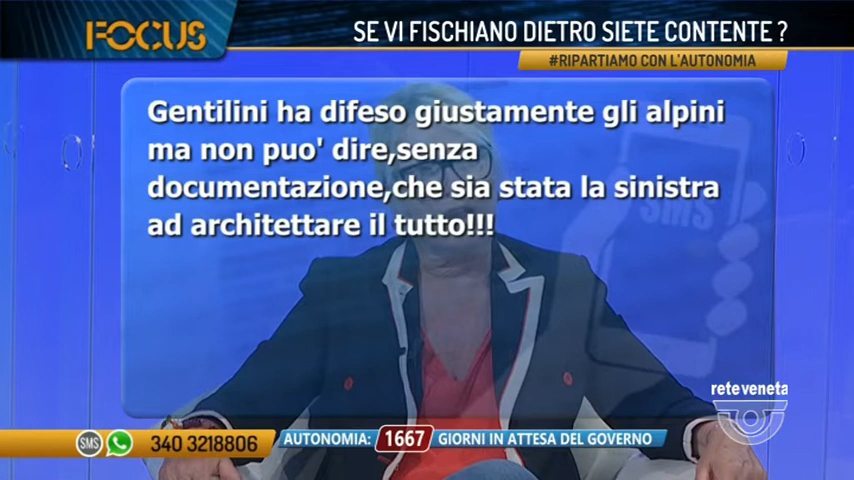 FOCUS
SE VI FISCHIANO DIETRO SIETE CONTENTE ?
#RIPARTIAMO CON L'AUTONOMIA
Gentilini ha difeso giustamente gli alpini
ma non puo' dire,senza
documentazione,che sia stata la sinistra
ad architettare il tutto!!!
SMS
reteveneta
SMS 340 3218806 AUTONOMIA: 1667 GIORNI IN ATTESA DEL GOVERNO